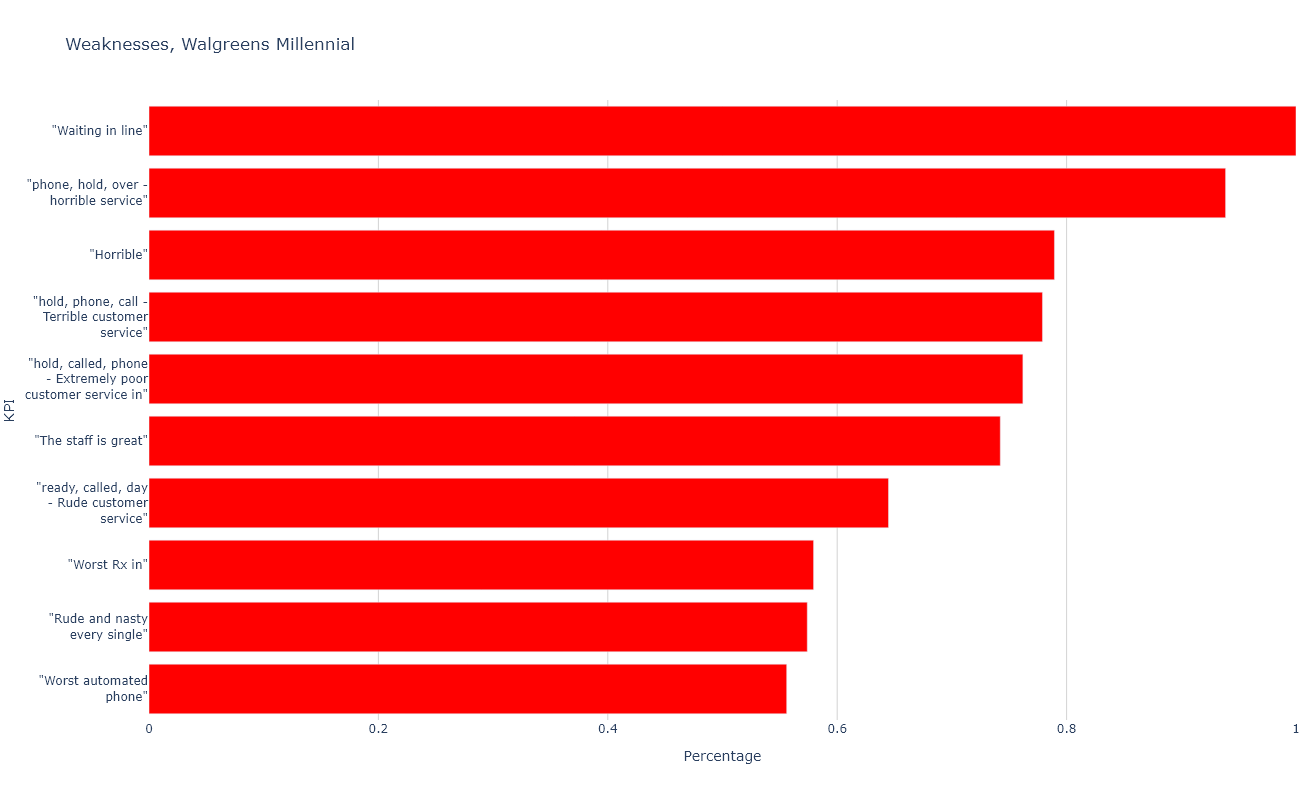 Weaknesses, Walgreens Millennial
"Waiting in line"
"phone, hold, over -
horrible service"
"Horrible"
"hold, phone, call -
Terrible customer
service"
"hold, called, phone
- Extremely poor
customer service in"
"The staff is great"
"ready, called, day
- Rude customer
service"
"Worst Rx in"
"Rude and nasty
every single"
"Worst automated
phone"
KPI
0 0.2 0.4 0.6 0.8 1
Percentage